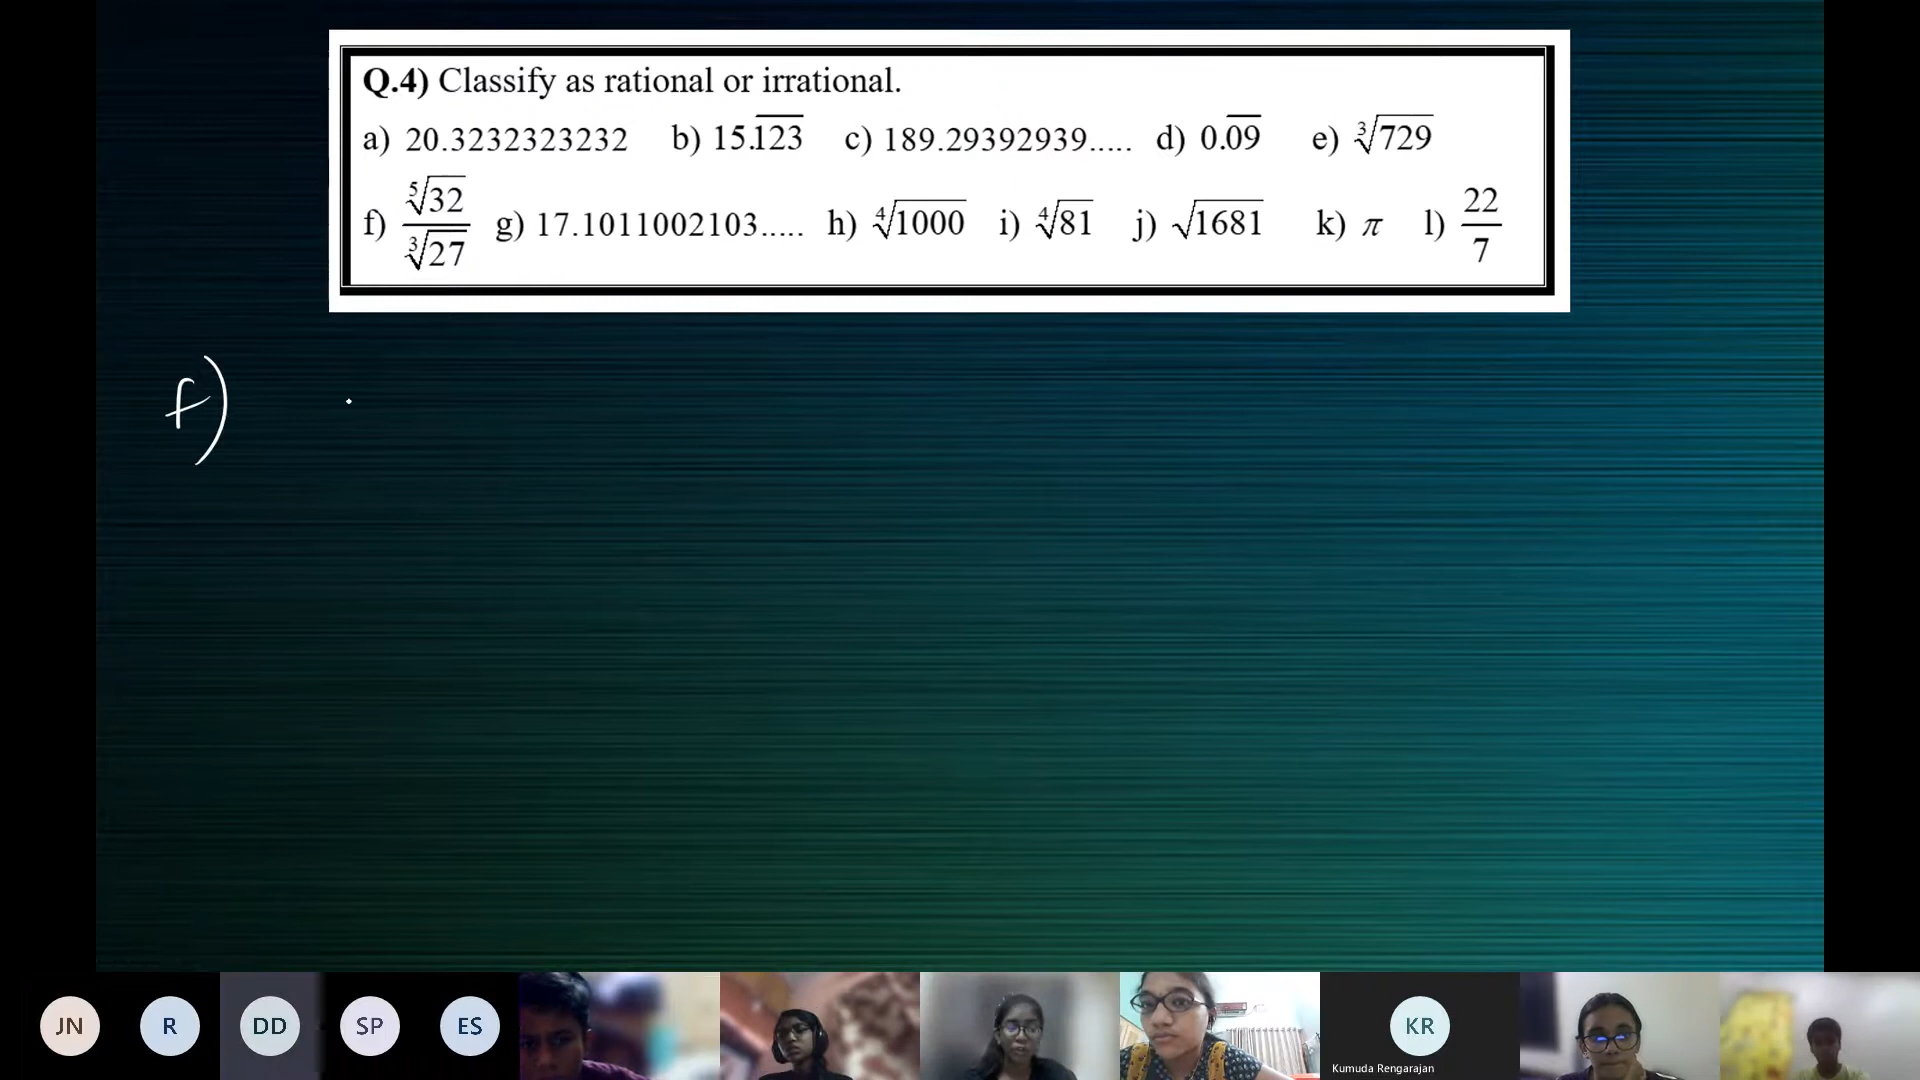 Q.4) Classify as rational or irrational.
a) 20.3232323232 b) 15.1̅2̅3̅ c) 189.29392939..... d) 0.0̅9̅ e) ∛729
f) ⁵√32 / ³√27 g) 17.1011002103..... h) ⁴√1000 i) ⁴√81 j) √1681 k) π l) 22/7
f)
JN R DD SP ES KR
Kumuda Rengarajan